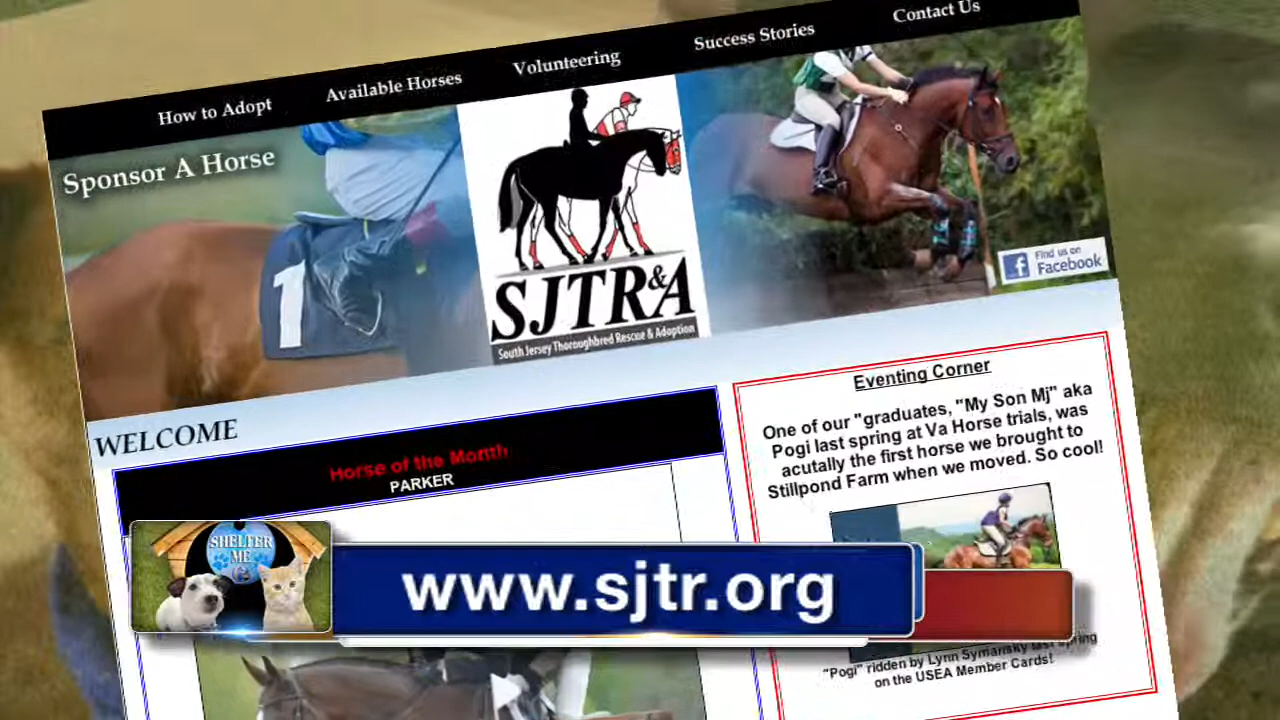 How to Adopt
Available Horses
Volunteering
Success Stories
Contact Us
Sponsor A Horse
1
SJTR&A
South Jersey Thoroughbred Rescue & Adoption
Find us on
Facebook
WELCOME
Horse of the Month
PARKER
Eventing Corner
One of our "graduates, "My Son Mj" aka
Pogi last spring at Va Horse trials, was
acutally the first horse we brought to
Stillpond Farm when we moved. So cool!
SHELTER
ME
www.sjtr.org
"Pogi" ridden by Lynn Symansky last spring
on the USEA Member Cards!